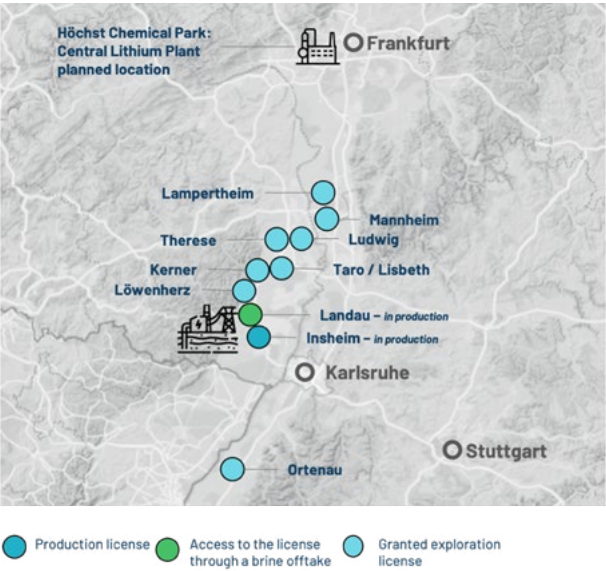 Höchst Chemical Park:
Central Lithium Plant
planned location
Frankfurt
Lampertheim
Mannheim
Therese
Ludwig
Kerner
Taro / Lisbeth
Löwenherz
Landau – in production
Insheim – in production
Karlsruhe
Stuttgart
Ortenau
Production license
Access to the license
through a brine offtake
Granted exploration
license